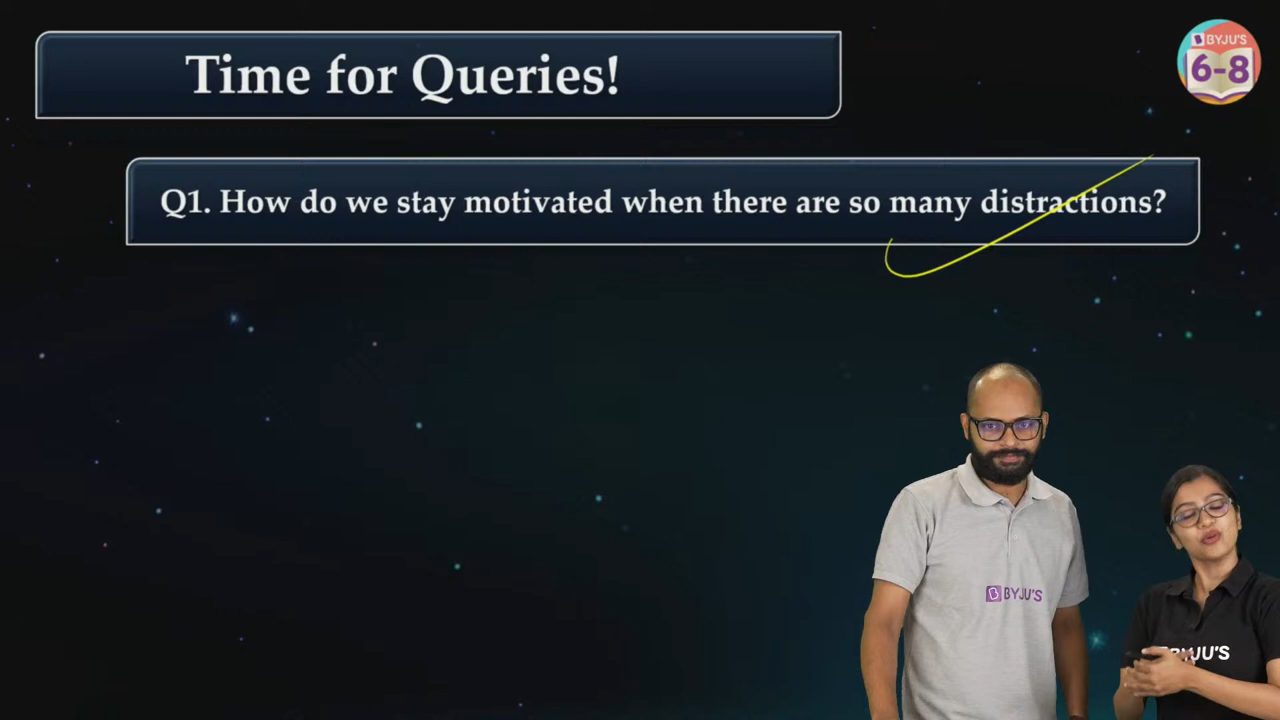 Time for Queries!
BYJU'S
6-8
Q1. How do we stay motivated when there are so many distractions?
BYJU'S
BYJU'S